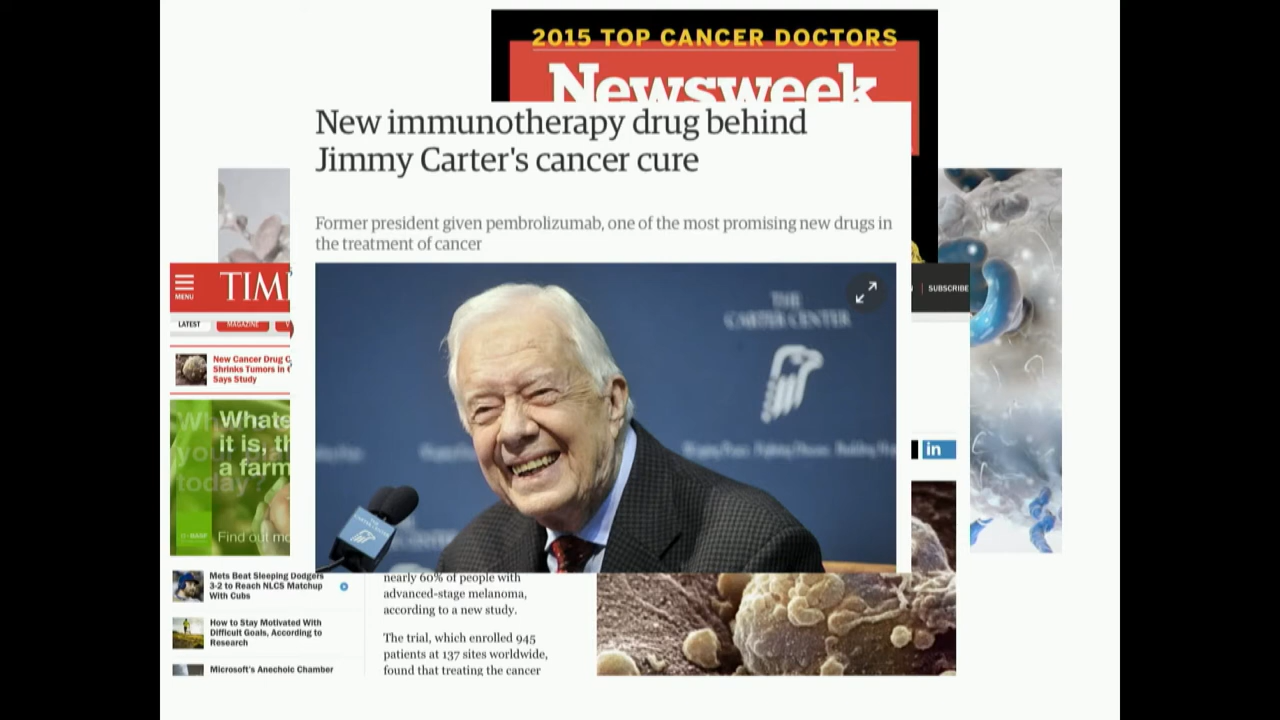 2015 TOP CANCER DOCTORS
Newsweek
New immunotherapy drug behind
Jimmy Carter's cancer cure
Former president given pembrolizumab, one of the most promising new drugs in
the treatment of cancer
THE
CARTER CENTER
MENU
TIM
LATEST
MAGAZINE
SUBSCRIBE
New Cancer Drug
Shrinks Tumors in
Says Study
Whate
it is, th
a farm
today?
Find out mo
in
Mets Beat Sleeping Dodgers
3-2 to Reach NLCS Matchup
With Cubs
How to Stay Motivated With
Difficult Goals, According to
Research
Microsoft's Anechoic Chamber
nearly 60% of people with
advanced-stage melanoma,
according to a new study.
The trial, which enrolled 945
patients at 137 sites worldwide,
found that treating the cancer